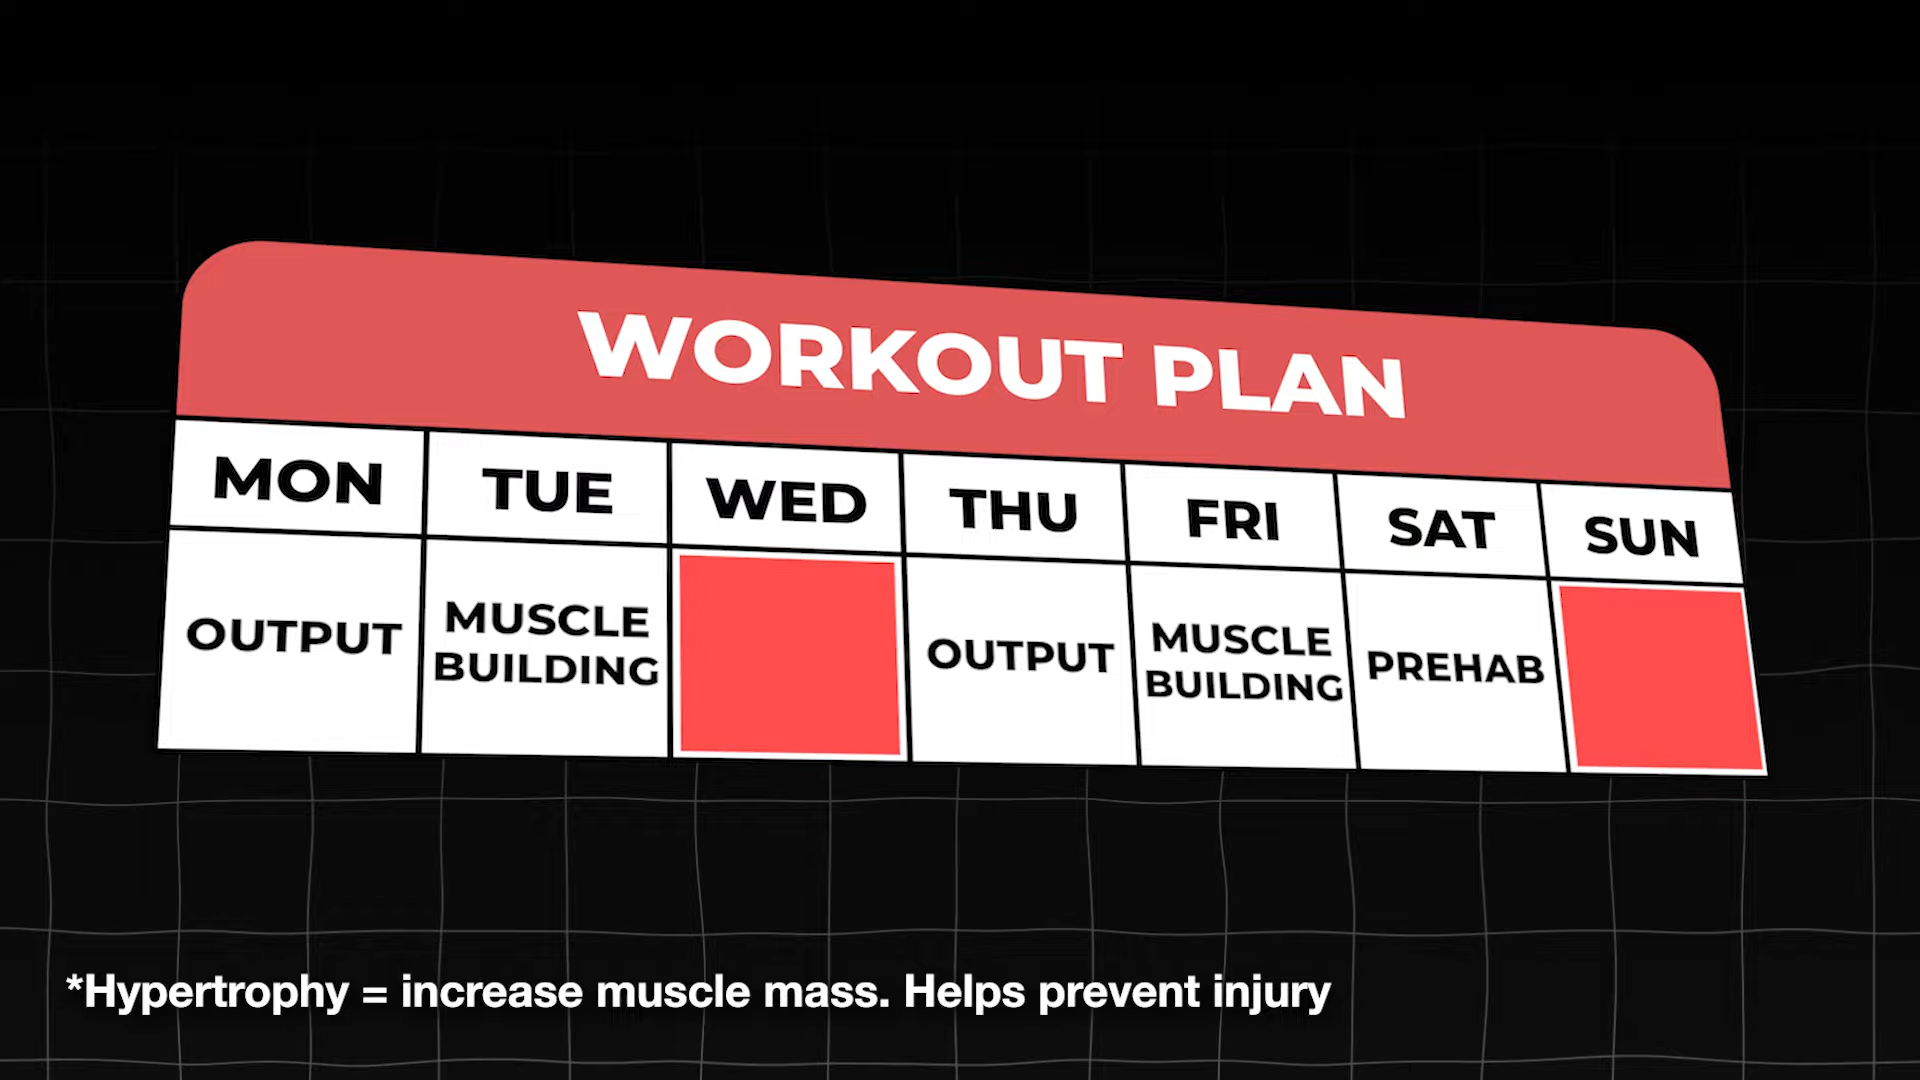 WORKOUT PLAN
MON TUE WED THU FRI SAT SUN
OUTPUT
MUSCLE
BUILDING
OUTPUT
MUSCLE
BUILDING
PREHAB
*Hypertrophy = increase muscle mass. Helps prevent injury